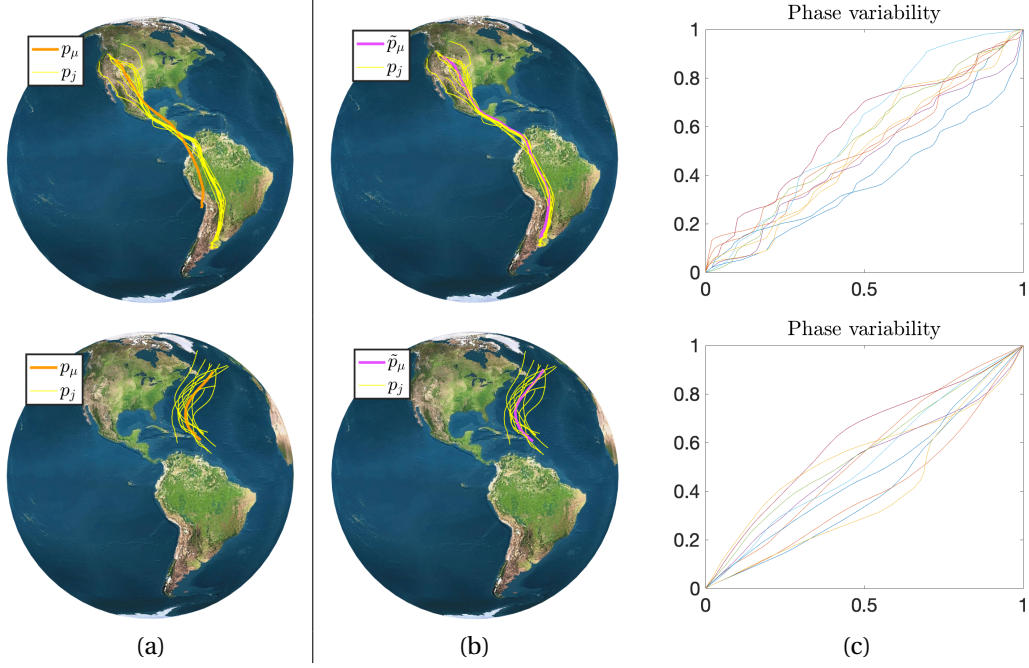 p_μ
p_j
p̃_μ
p_j
Phase variability
1
0.8
0.6
0.4
0.2
0
0 0.5 1
p_μ
p_j
p̃_μ
p_j
Phase variability
1
0.8
0.6
0.4
0.2
0
0 0.5 1
(a) (b) (c)